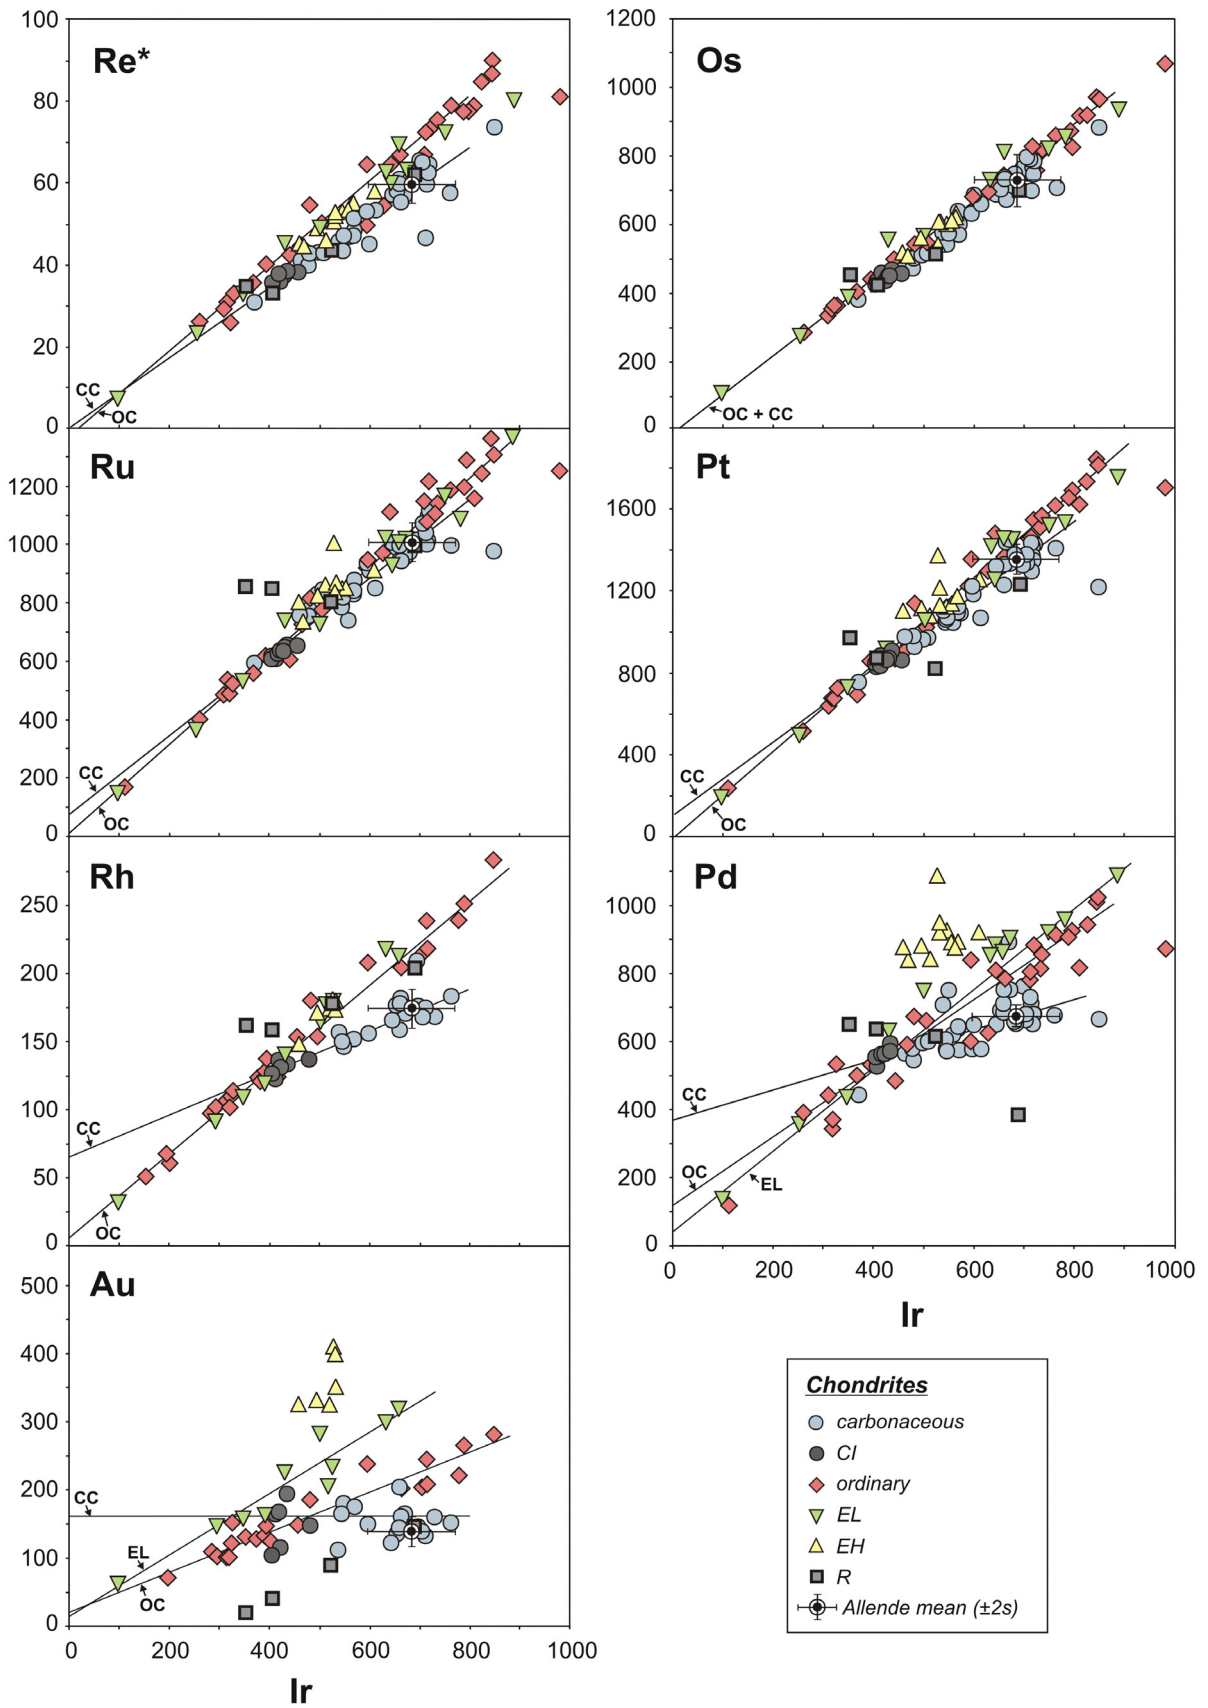 Re*
100
80
60
40
20
0
CC
OC
Os
1200
1000
800
600
400
200
0
OC + CC
Ru
1200
1000
800
600
400
200
0
CC
OC
Pt
1600
1200
800
400
0
CC
OC
Rh
250
200
150
100
50
0
CC
OC
Pd
1000
800
600
400
200
0
CC
OC
EL
0 200 400 600 800 1000
Ir
Au
500
400
300
200
100
0
CC
EL
OC
0 200 400 600 800 1000
Ir
Chondrites
carbonaceous
CI
ordinary
EL
EH
R
Allende mean (±2s)